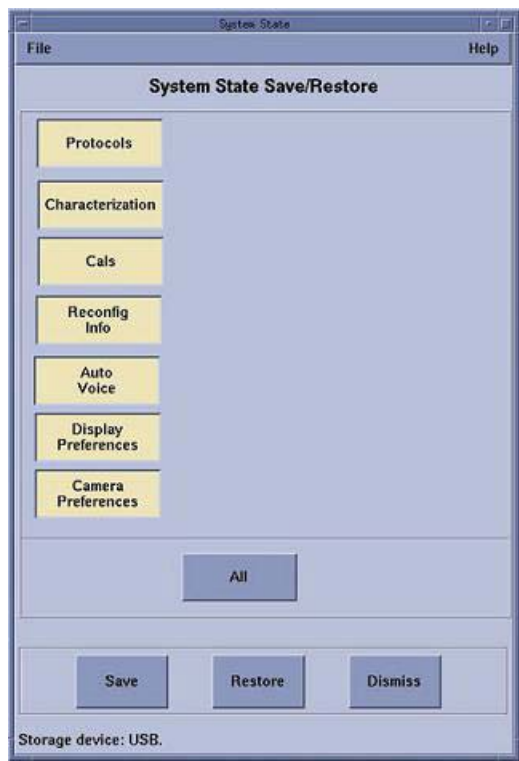 System State
File Help
System State Save/Restore
Protocols
Characterization
Cals
Reconfig
Info
Auto
Voice
Display
Preferences
Camera
Preferences
All
Save Restore Dismiss
Storage device: USB.